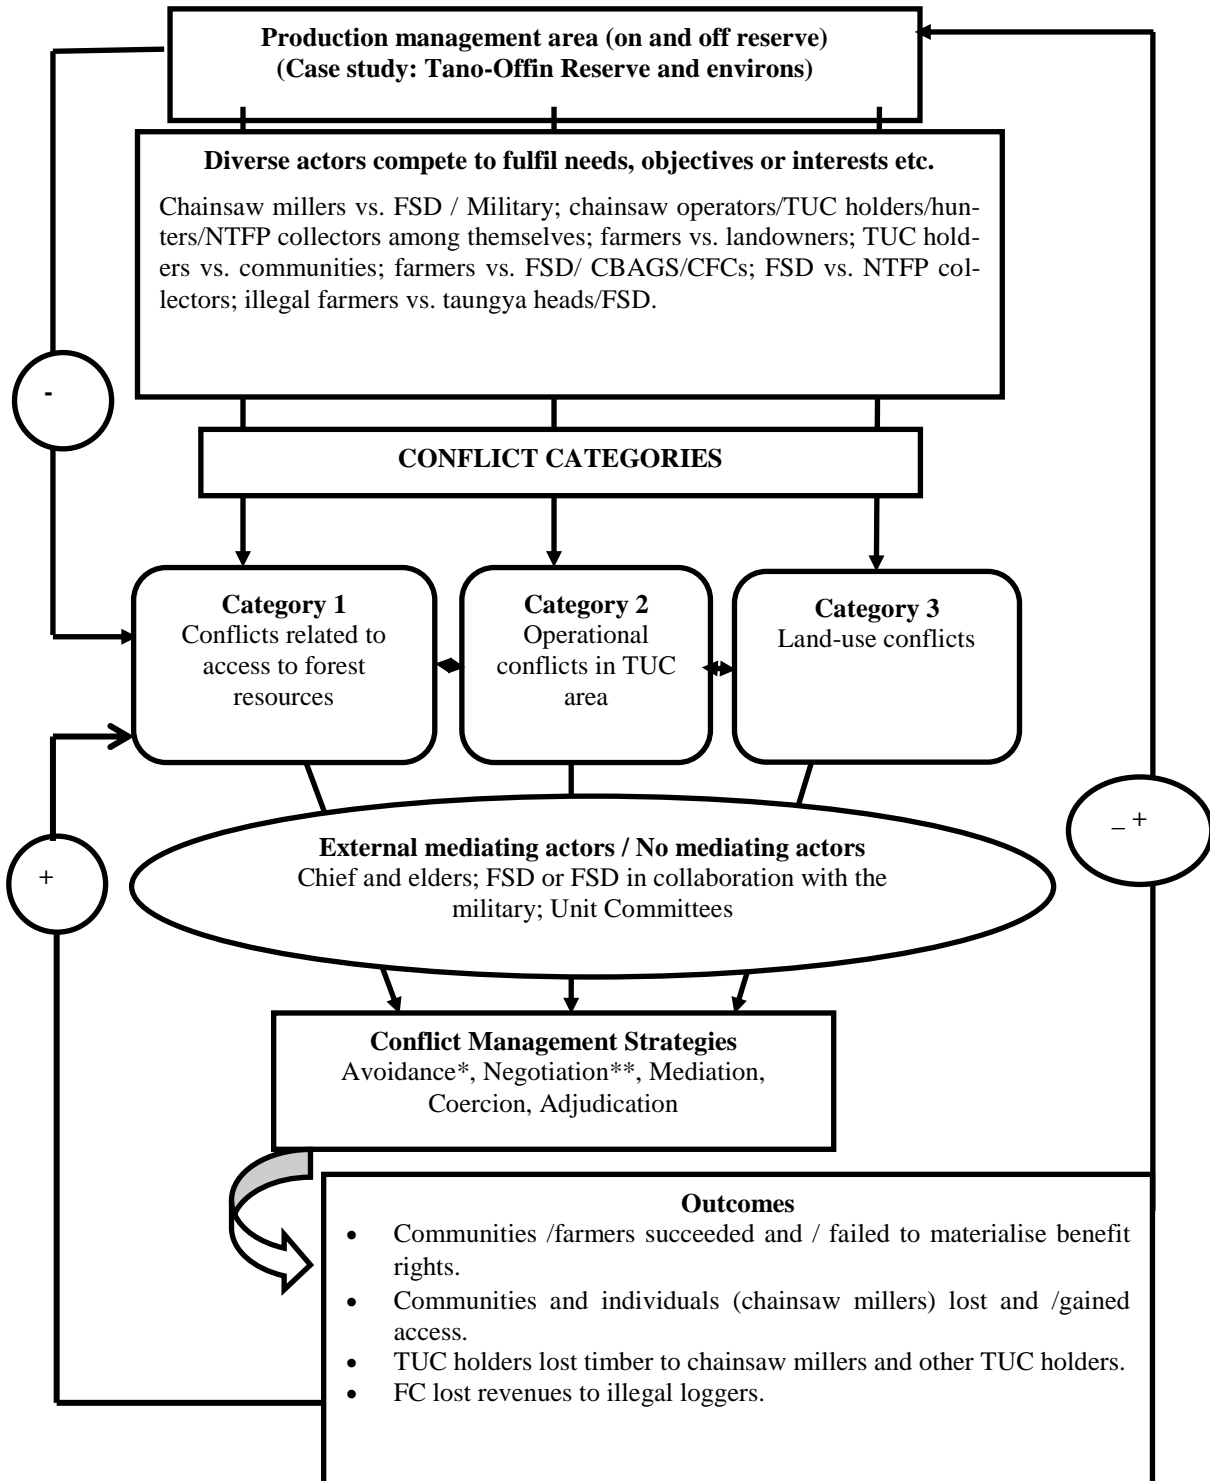 Production management area (on and off reserve)
(Case study: Tano-Offin Reserve and environs)
Diverse actors compete to fulfil needs, objectives or interests etc.
Chainsaw millers vs. FSD / Military; chainsaw operators/TUC holders/hun-
ters/NTFP collectors among themselves; farmers vs. landowners; TUC hold-
ers vs. communities; farmers vs. FSD/ CBAGS/CFCs; FSD vs. NTFP col-
lectors; illegal farmers vs. taungya heads/FSD.
-
CONFLICT CATEGORIES
Category 1
Conflicts related to
access to forest
resources
Category 2
Operational
conflicts in TUC
area
Category 3
Land-use conflicts
– +
+
External mediating actors / No mediating actors
Chief and elders; FSD or FSD in collaboration with the
military; Unit Committees
Conflict Management Strategies
Avoidance*, Negotiation**, Mediation,
Coercion, Adjudication
Outcomes
• Communities /farmers succeeded and / failed to materialise benefit
rights.
• Communities and individuals (chainsaw millers) lost and /gained
access.
• TUC holders lost timber to chainsaw millers and other TUC holders.
• FC lost revenues to illegal loggers.